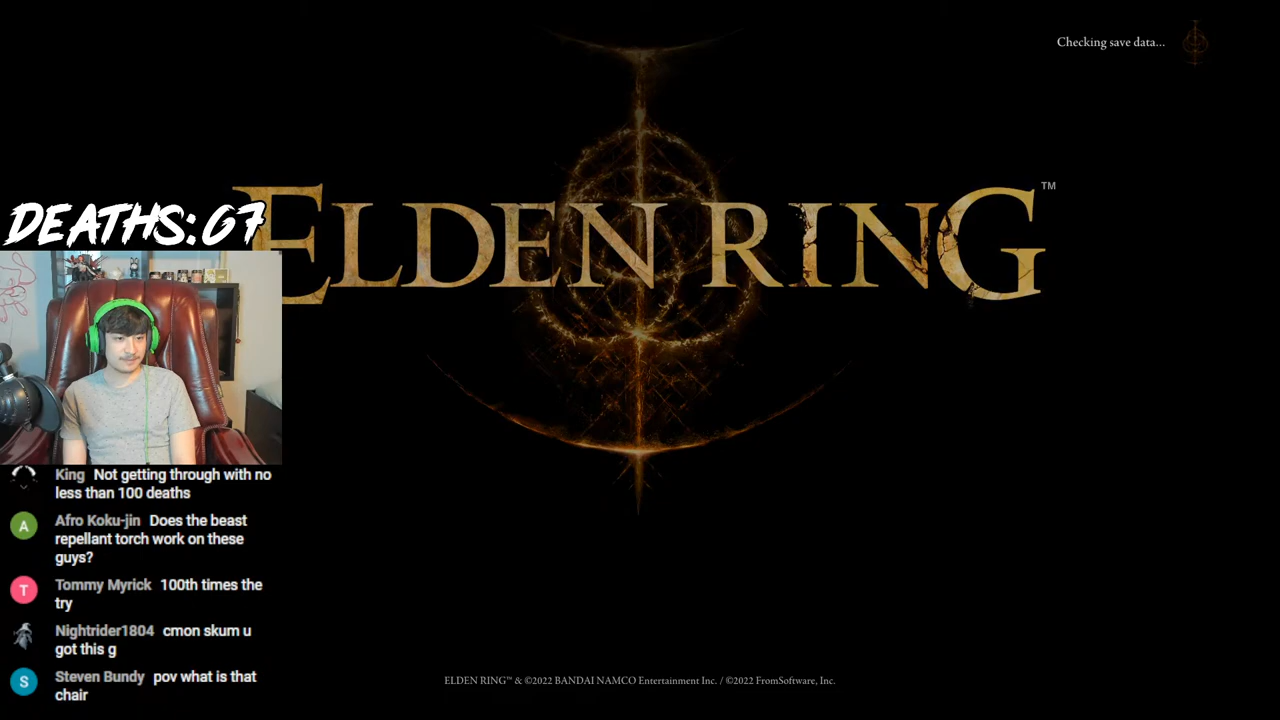 Checking save data...
ELDEN RING™
DEATHS:67
King Not getting through with no
less than 100 deaths
A Afro Koku-jin Does the beast
repellant torch work on these
guys?
T Tommy Myrick 100th times the
try
Nightrider1804 cmon skum u
got this g
S Steven Bundy pov what is that
chair
ELDEN RING™ & ©2022 BANDAI NAMCO Entertainment Inc. / ©2022 FromSoftware, Inc.